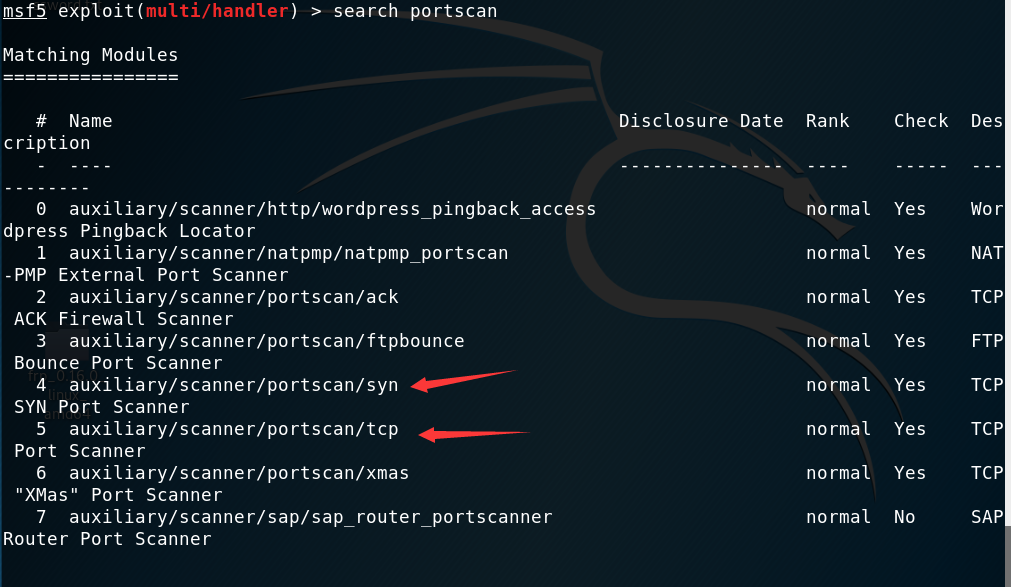 msf5 exploit(multi/handler) > search portscan
Matching Modules
================
# Name Disclosure Date Rank Check Des
cription
- ---- --------------- ---- ----- ---
--------
0 auxiliary/scanner/http/wordpress_pingback_access normal Yes Wor
dpress Pingback Locator
1 auxiliary/scanner/natpmp/natpmp_portscan normal Yes NAT
-PMP External Port Scanner
2 auxiliary/scanner/portscan/ack normal Yes TCP
ACK Firewall Scanner
3 auxiliary/scanner/portscan/ftpbounce normal Yes FTP
Bounce Port Scanner
4 auxiliary/scanner/portscan/syn normal Yes TCP
SYN Port Scanner
5 auxiliary/scanner/portscan/tcp normal Yes TCP
Port Scanner
6 auxiliary/scanner/portscan/xmas normal Yes TCP
"XMas" Port Scanner
7 auxiliary/scanner/sap/sap_router_portscanner normal No SAP
Router Port Scanner